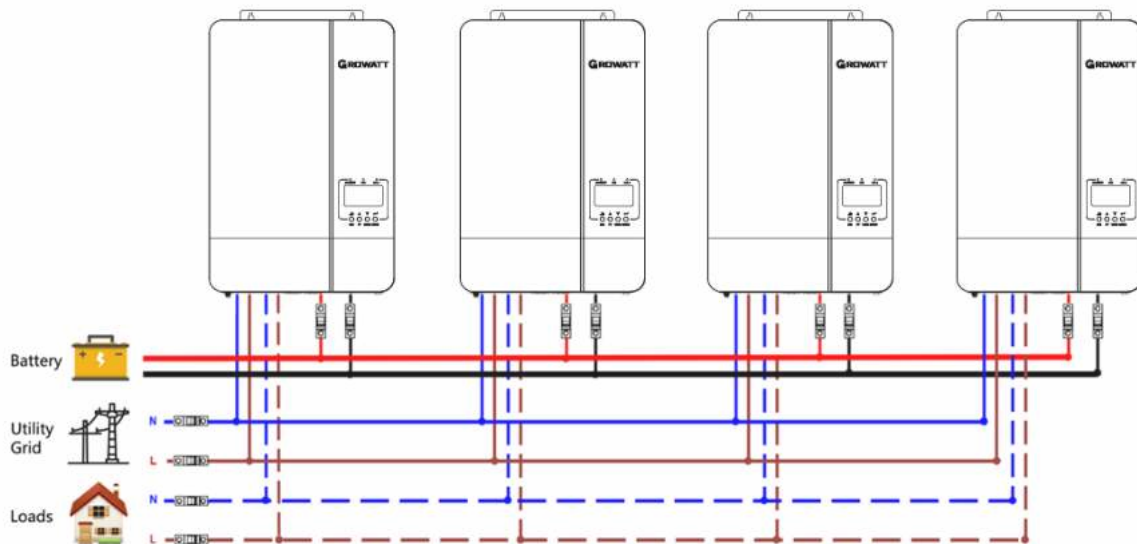 GROWATT
GROWATT
GROWATT
GROWATT
Battery
+ −
Utility
Grid
N
L
Loads
N
L